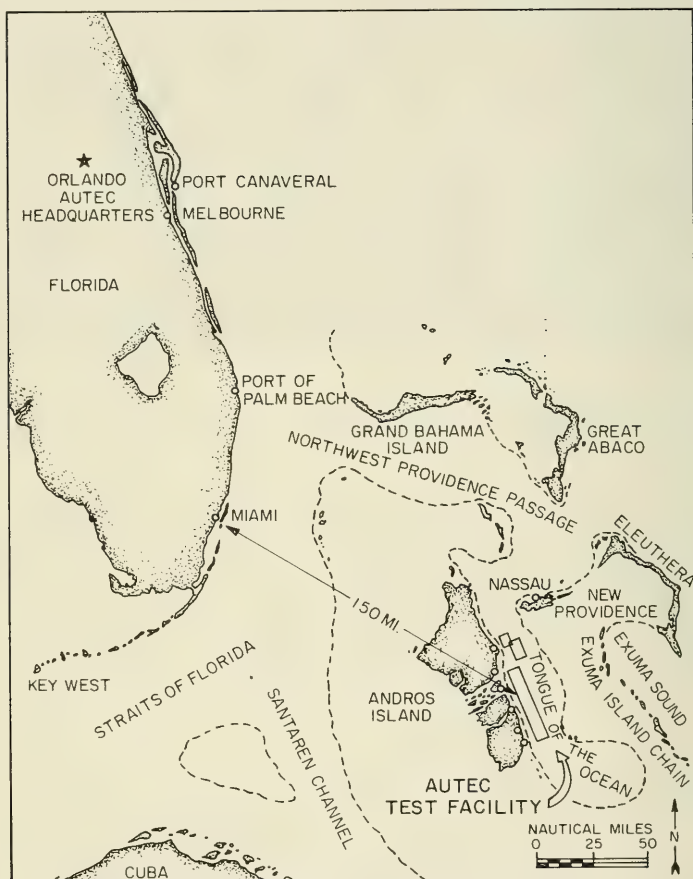 ORLANDO
AUTEC
HEADQUARTERS
PORT CANAVERAL
MELBOURNE
FLORIDA
PORT OF
PALM BEACH
GRAND BAHAMA
ISLAND
GREAT
ABACO
NORTHWEST PROVIDENCE PASSAGE
MIAMI
ELEUTHERA
NASSAU
NEW
PROVIDENCE
150 MI.
KEY WEST
STRAITS OF FLORIDA
SANTAREN CHANNEL
ANDROS
ISLAND
TONGUE OF
THE
OCEAN
EXUMA SOUND
EXUMA ISLAND CHAIN
AUTEC
TEST FACILITY
N
NAUTICAL MILES
0 25 50
CUBA